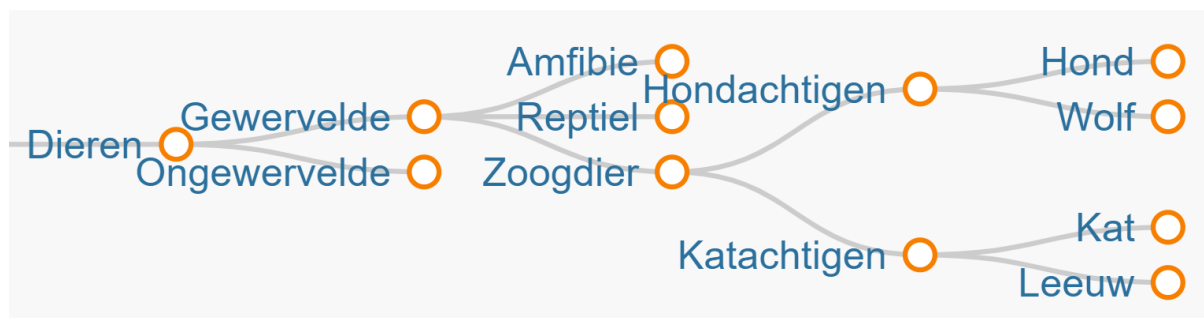 Dieren
Gewervelde
Ongewervelde
Amfibie
Reptiel
Zoogdier
Hondachtigen
Katachtigen
Hond
Wolf
Kat
Leeuw